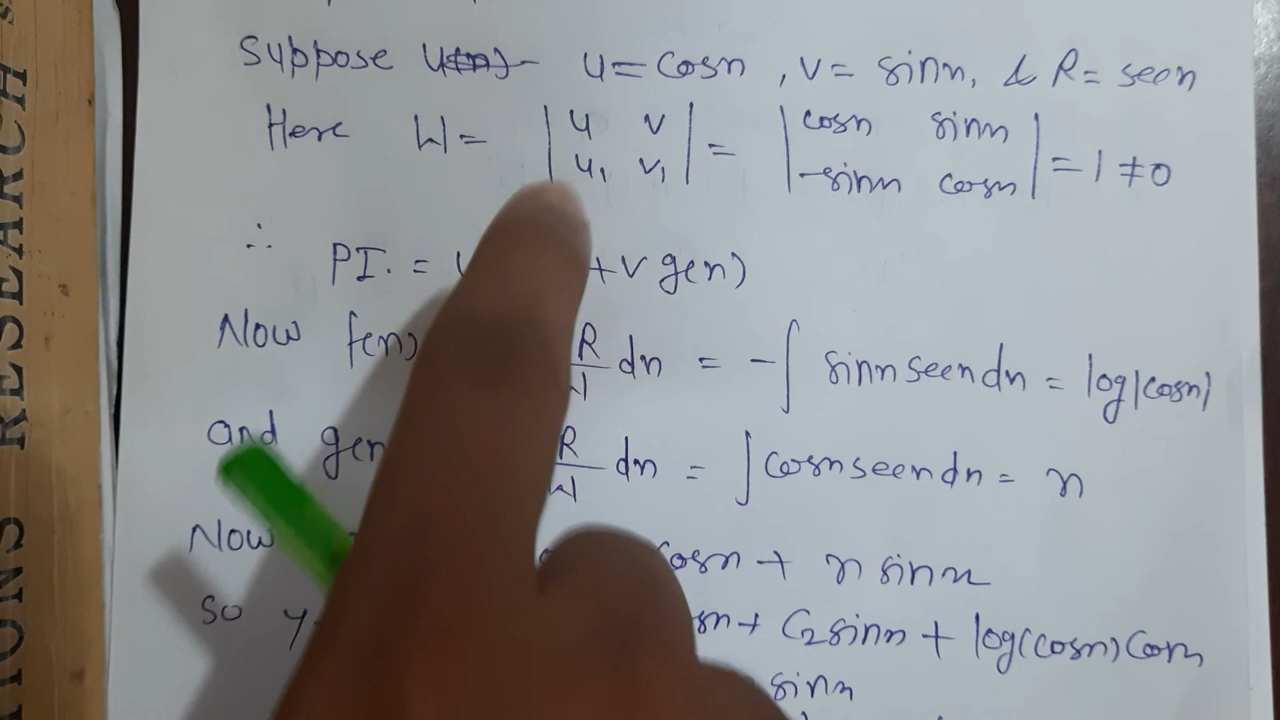 IONS RESEARCH
Suppose u(x) - u = cosx , v = sinx, & R = secx
Here W = | u v | = | cosx sinx | = 1 ≠ 0
u₁ v₁ -sinx cosx
∴ PI. = + v g(x)
Now f(x) R/W dx = - ∫ sinx secx dx = log|cosx|
and g(x) R/W dx = ∫ cosx secx dx = x
Now cosx + x sinx
So y + C₂ sinx + log(cosx) cosx
sinx